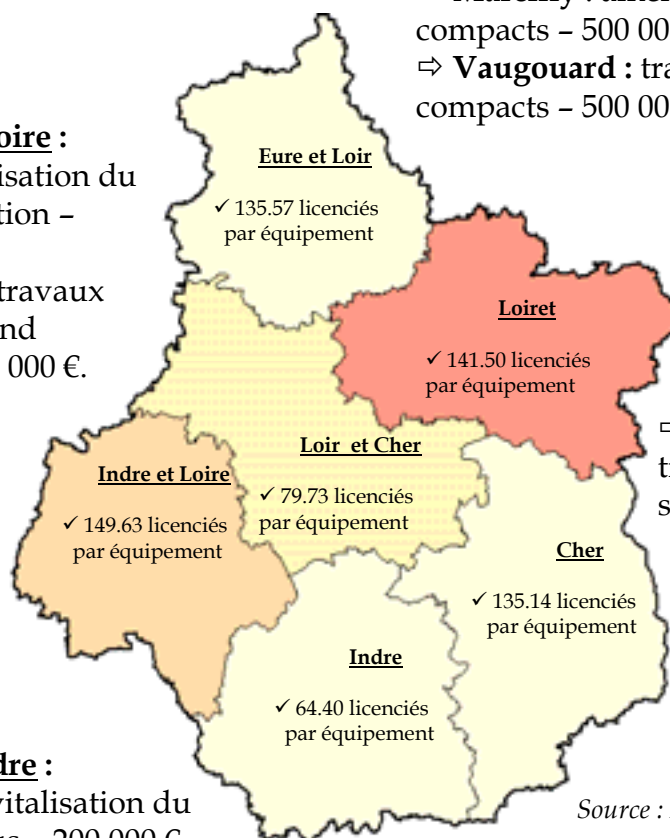 compacts – 500 00
⇨ Vaugouard : tra
compacts – 500 00
oire :
isation du
tion –
travaux
nd
000 €.
Eure et Loir
✓ 135.57 licenciés
par équipement
Loiret
✓ 141.50 licenciés
par équipement
Loir et Cher
✓ 79.73 licenciés
par équipement
Indre et Loire
✓ 149.63 licenciés
par équipement
Cher
✓ 135.14 licenciés
par équipement
Indre
✓ 64.40 licenciés
par équipement
dre :
vitalisation du
200 000 €
Source :